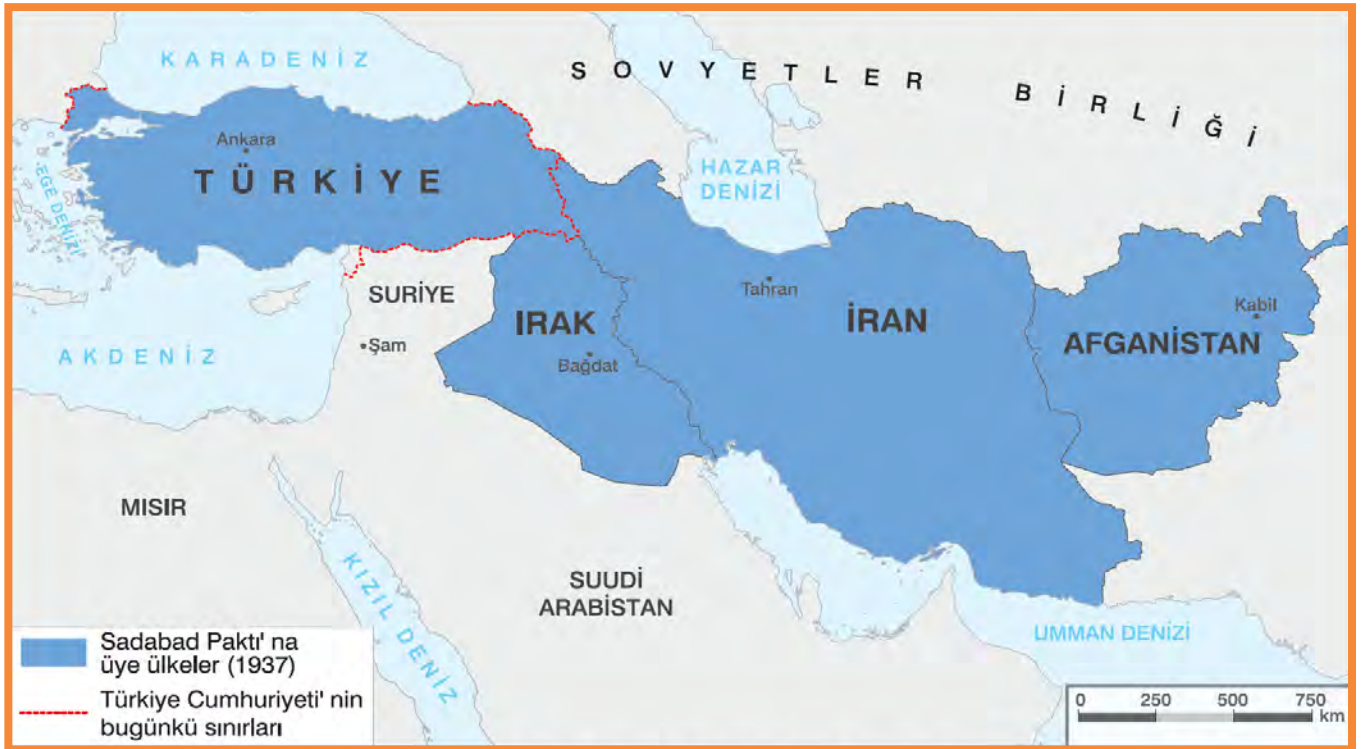 KARADENİZ
SOVYETLER BİRLİĞİ
Ankara
TÜRKİYE
EGE DENİZİ
HAZAR
DENİZİ
SURİYE
Şam
AKDENİZ
IRAK
Bağdat
Tahran
İRAN
Kabil
AFGANİSTAN
MISIR
KIZIL DENİZ
SUUDİ
ARABİSTAN
UMMAN DENİZİ
Sadabad Paktı' na
üye ülkeler (1937)
Türkiye Cumhuriyeti' nin
bugünkü sınırları
0 250 500 750
km